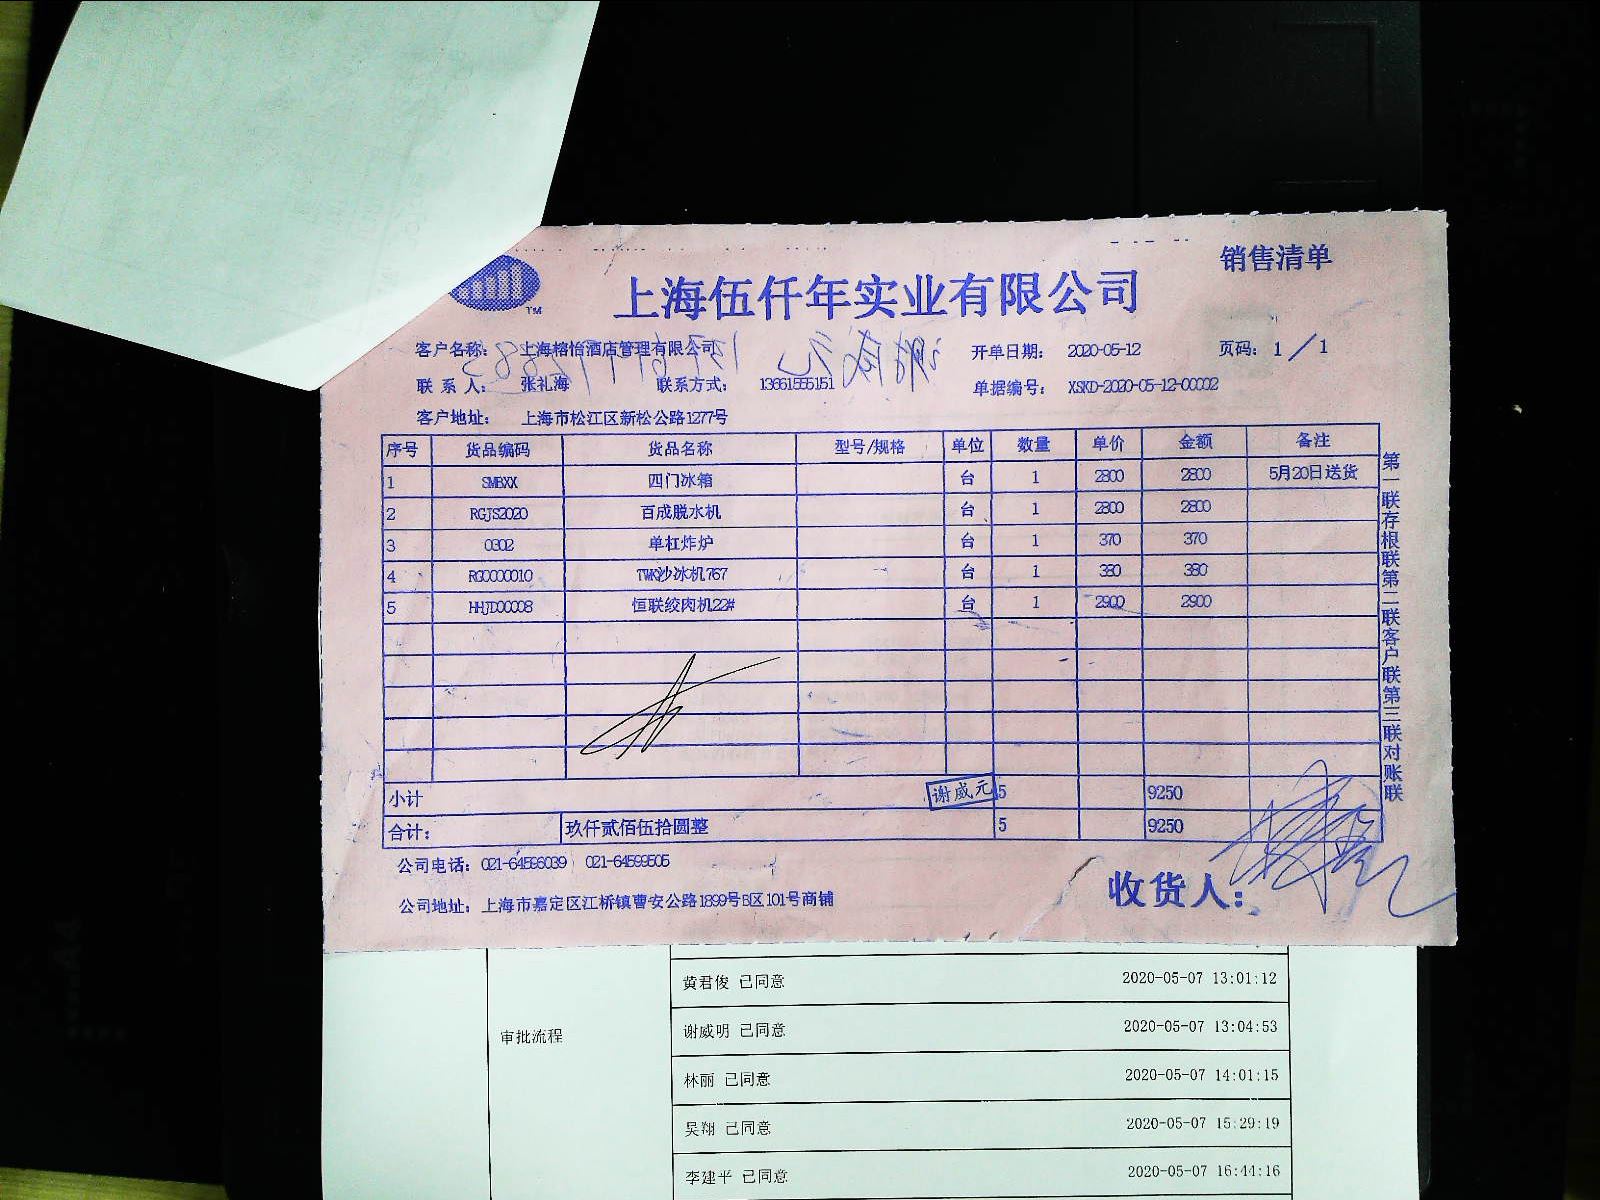 销售清单
TM
上海伍仟年实业有限公司
客户名称： 上海榕怡酒店管理有限公司 开单日期： 2020-05-12 页码： 1 / 1
联系人： 张礼海 联系方式： 13661555151 单据编号： XSKD-2020-05-12-00002
客户地址： 上海市松江区新松公路1277号
序号 货品编码 货品名称 型号/规格 单位 数量 单价 金额 备注
1 SMBXX 四门冰箱 台 1 2800 2800 5月20日送货
2 RGJS2020 百成脱水机 台 1 2800 2800
3 0302 单杠炸炉 台 1 370 370
4 RG0000010 TWK沙冰机767 台 1 380 380
5 HHJD00008 恒联绞肉机22# 台 1 2900 2900
第一联存根联第二联客户联第三联对账联
小计 谢威元 5 9250
合计： 玖仟贰佰伍拾圆整 5 9250
公司电话：021-64596039 021-64599505
公司地址：上海市嘉定区江桥镇曹安公路1899号B区101号商铺
收货人：
审批流程
黄君俊 已同意 2020-05-07 13:01:12
谢威明 已同意 2020-05-07 13:04:53
林丽 已同意 2020-05-07 14:01:15
吴翔 已同意 2020-05-07 15:29:19
李建平 已同意 2020-05-07 16:44:16